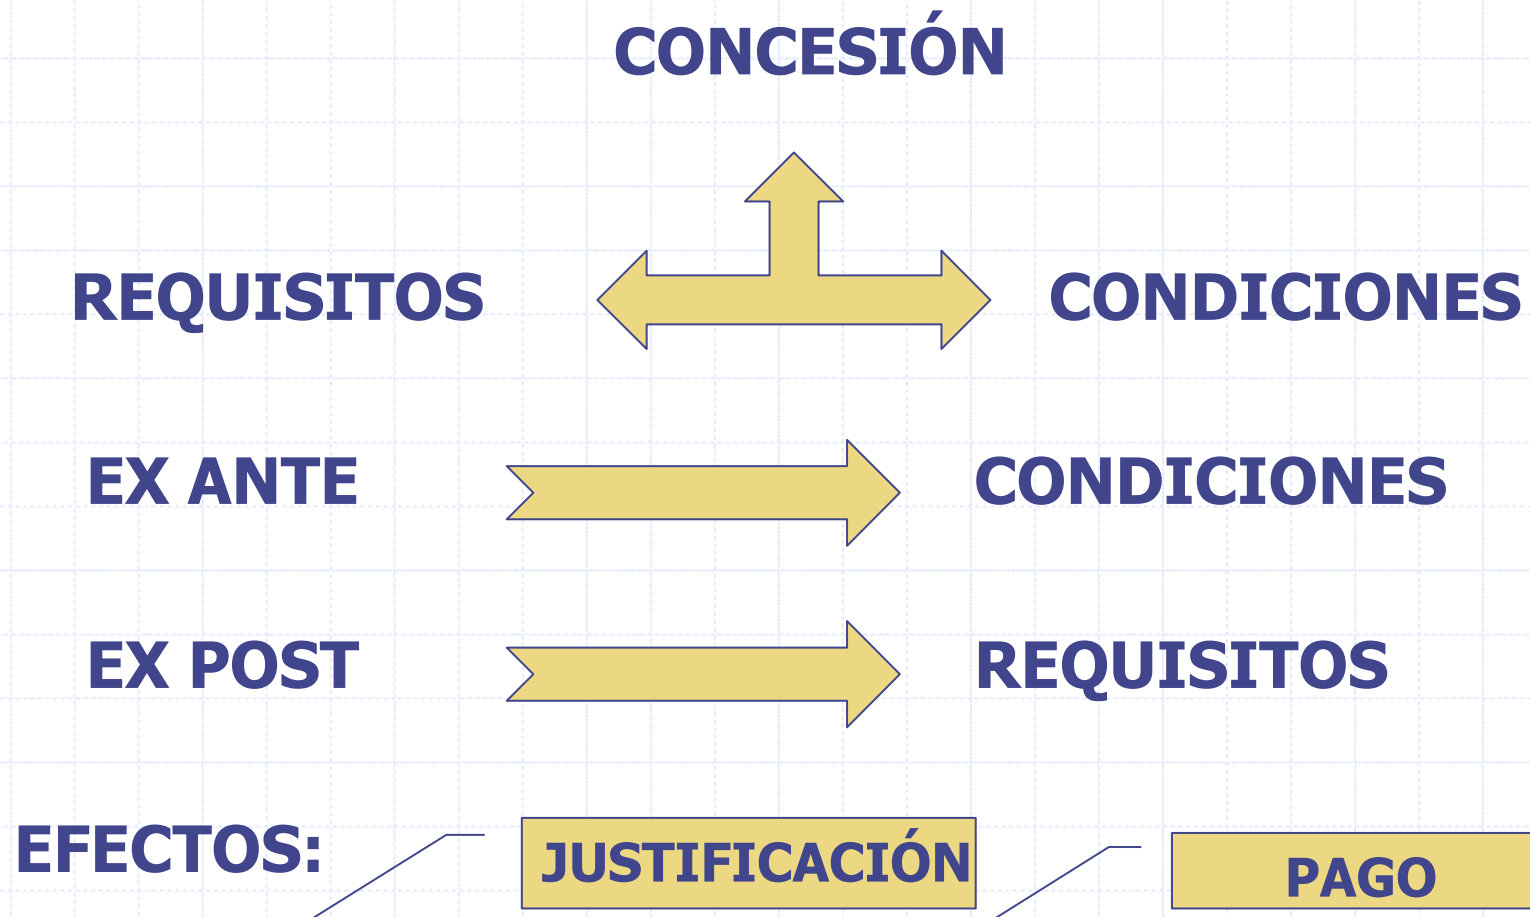 CONCESIÓN
REQUISITOS
CONDICIONES
EX ANTE
CONDICIONES
EX POST
REQUISITOS
EFECTOS:
JUSTIFICACIÓN
PAGO